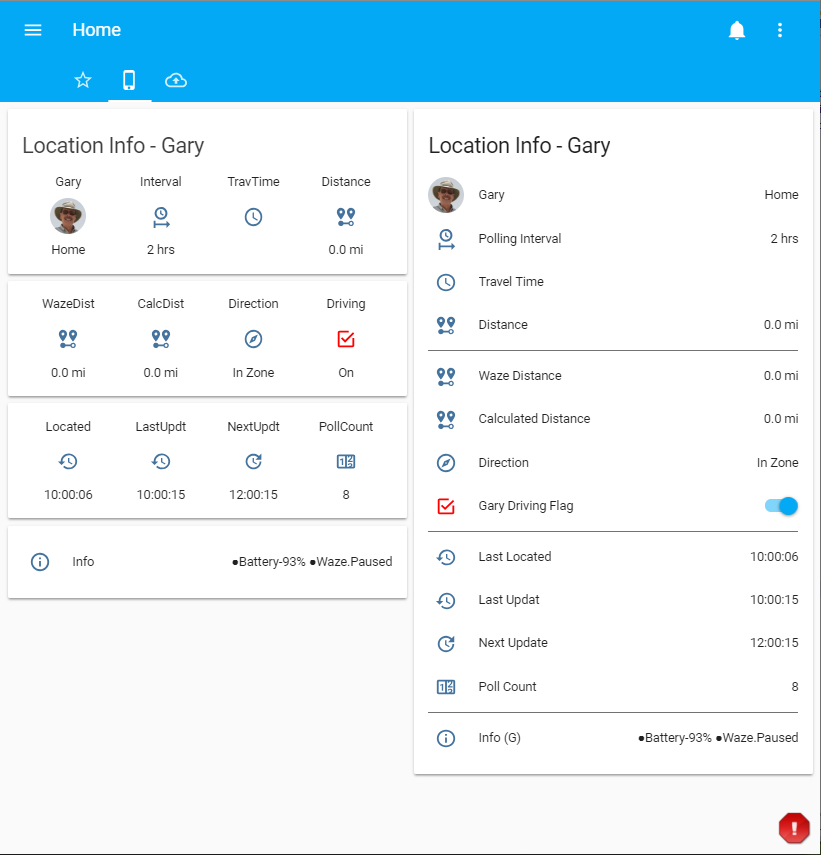 Home
Location Info - Gary
Gary Interval TravTime Distance
Home 2 hrs 0.0 mi
WazeDist CalcDist Direction Driving
0.0 mi 0.0 mi In Zone On
Located LastUpdt NextUpdt PollCount
10:00:06 10:00:15 12:00:15 8
Info ●Battery-93% ●Waze.Paused
Location Info - Gary
Gary Home
Polling Interval 2 hrs
Travel Time
Distance 0.0 mi
Waze Distance 0.0 mi
Calculated Distance 0.0 mi
Direction In Zone
Gary Driving Flag
Last Located 10:00:06
Last Updat 10:00:15
Next Update 12:00:15
Poll Count 8
Info (G) ●Battery-93% ●Waze.Paused